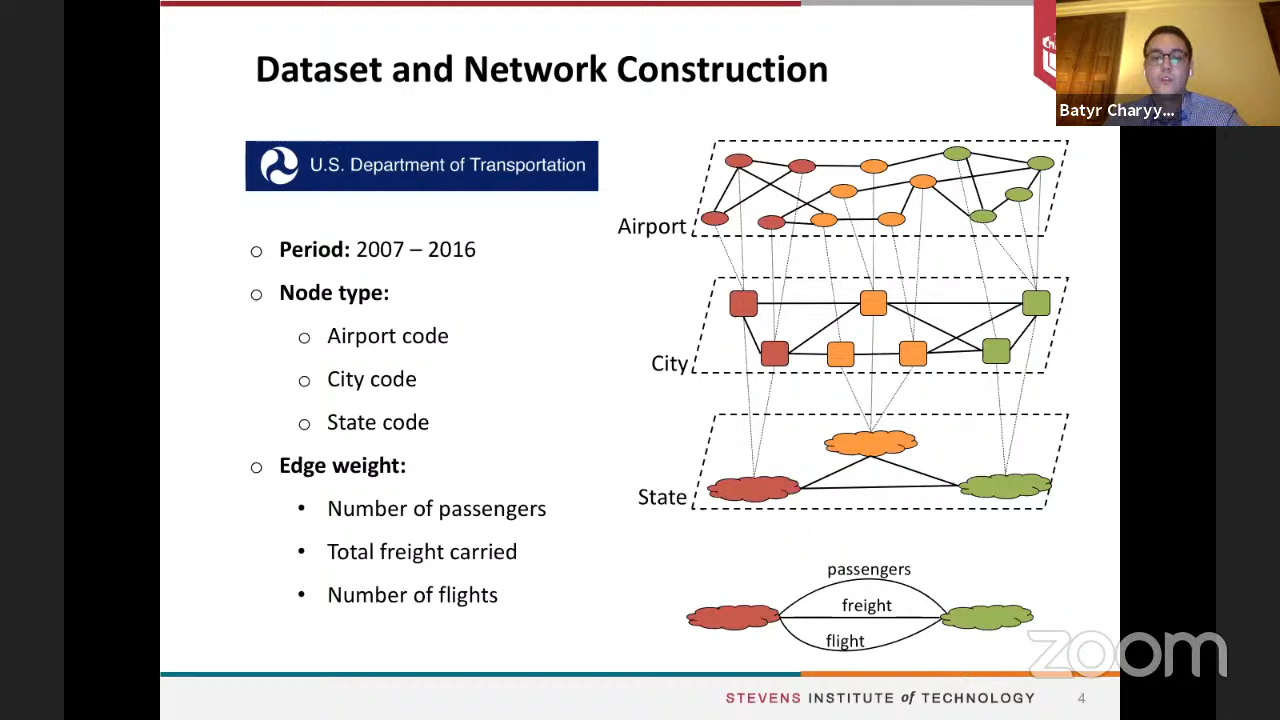 Dataset and Network Construction
Batyr Charyy...
U.S. Department of Transportation
Period: 2007 – 2016
Node type:
Airport code
City code
State code
Edge weight:
Number of passengers
Total freight carried
Number of flights
Airport
City
State
passengers
freight
flight
zoom
STEVENS INSTITUTE of TECHNOLOGY 4